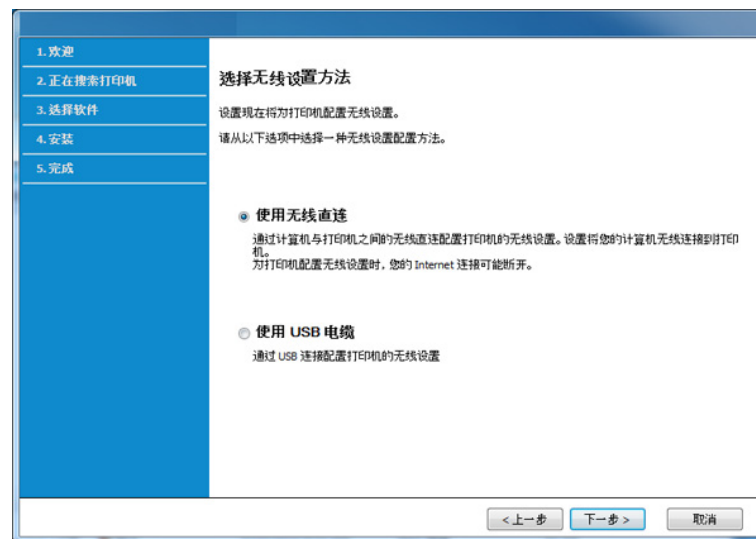 1.欢迎
2.正在搜索打印机
3.选择软件
4.安装
5.完成
选择无线设置方法
设置现在将为打印机配置无线设置。
请从以下选项中选择一种无线设置配置方法。
使用无线直连
通过计算机与打印机之间的无线直连配置打印机的无线设置。设置将您的计算机无线连接到打印
机。
为打印机配置无线设置时，您的 Internet 连接可能断开。
使用 USB 电缆
通过 USB 连接配置打印机的无线设置
<上一步
下一步>
取消